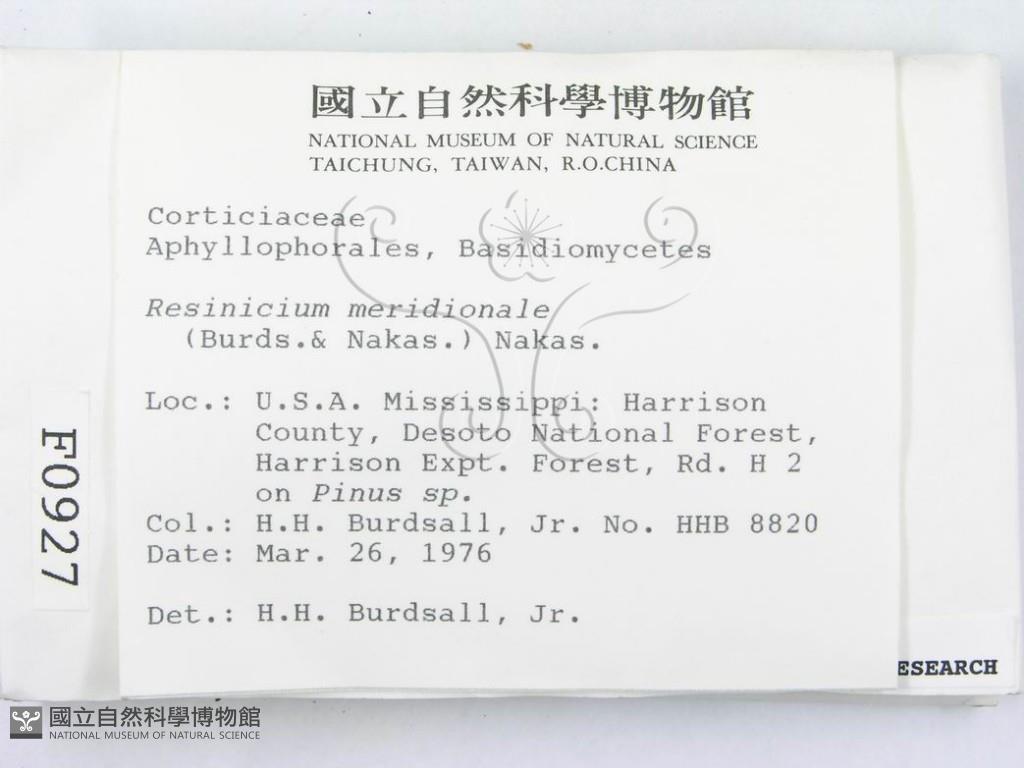 國立自然科學博物館
NATIONAL MUSEUM OF NATURAL SCIENCE
TAICHUNG, TAIWAN, R.O.CHINA
Corticiaceae
Aphyllophorales, Basidiomycetes
Resinicium meridionale
(Burds.& Nakas.) Nakas.
Loc.: U.S.A. Mississippi: Harrison
County, Desoto National Forest,
Harrison Expt. Forest, Rd. H 2
on Pinus sp.
Col.: H.H. Burdsall, Jr. No. HHB 8820
Date: Mar. 26, 1976
Det.: H.H. Burdsall, Jr.
F0927
ESEARCH
國立自然科學博物館
NATIONAL MUSEUM OF NATURAL SCIENCE